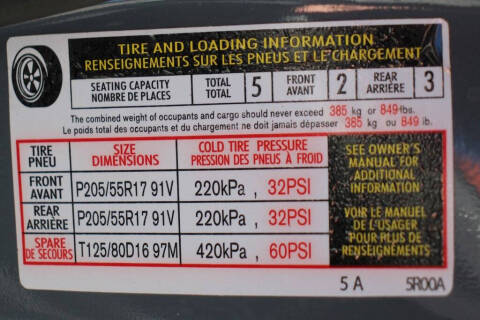 TIRE AND LOADING INFORMATION
RENSEIGNEMENTS SUR LES PNEUS ET LE CHARGEMENT
SEATING CAPACITY TOTAL 5 FRONT 2 REAR 3
NOMBRE DE PLACES TOTAL AVANT ARRIÈRE
The combined weight of occupants and cargo should never exceed 385 kg or 849 lbs.
Le poids total des occupants et du chargement ne doit jamais dépasser 385 kg ou 849 lb.
TIRE SIZE COLD TIRE PRESSURE
PNEU DIMENSIONS PRESSION DES PNEUS À FROID
FRONT
AVANT P205/55R17 91V 220kPa , 32PSI
REAR
ARRIÈRE P205/55R17 91V 220kPa , 32PSI
SPARE
DE SECOURS T125/80D16 97M 420kPa , 60PSI
SEE OWNER'S
MANUAL FOR
ADDITIONAL
INFORMATION
VOIR LE MANUEL
DE L'USAGER
POUR PLUS DE
RENSEIGNEMENTS
5 A 5R00A